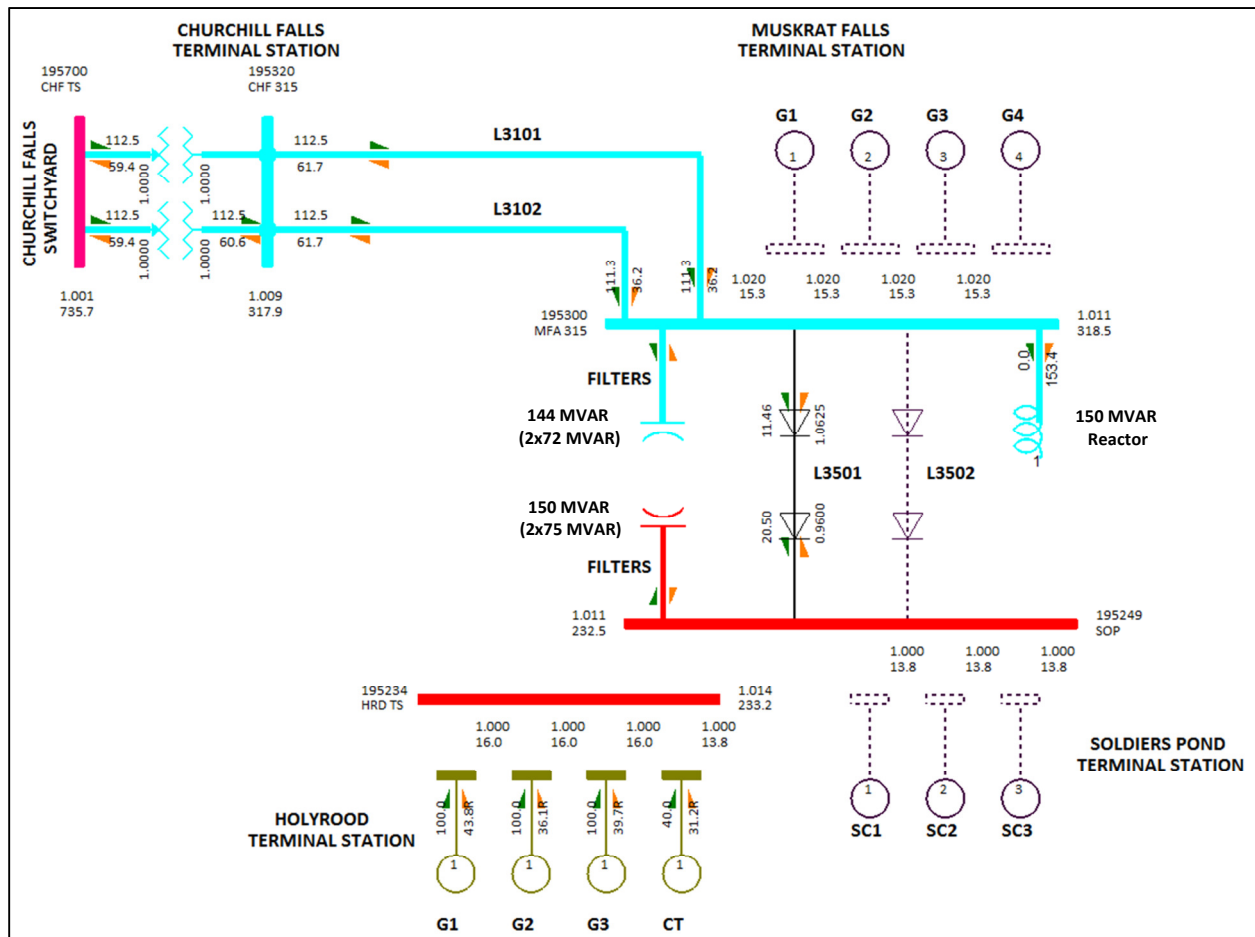 CHURCHILL FALLS
TERMINAL STATION
MUSKRAT FALLS
TERMINAL STATION
195700
CHF TS
195320
CHF 315
CHURCHILL FALLS
SWITCHYARD
112.5
59.4
1.0000
1.0000
112.5
61.7
L3101
112.5
59.4
1.0000
1.0000
112.5
60.6
112.5
61.7
L3102
1.001
735.7
1.009
317.9
G1
G2
G3
G4
1
2
3
4
111.3
36.2
111.3
36.2
1.020
15.3
1.020
15.3
1.020
15.3
1.020
15.3
195300
MFA 315
1.011
318.5
FILTERS
144 MVAR
(2x72 MVAR)
11.46
1.0625
0.0
153.4
150 MVAR
Reactor
1
L3501
L3502
150 MVAR
(2x75 MVAR)
20.50
0.9600
FILTERS
1.011
232.5
195249
SOP
1.000
13.8
1.000
13.8
1.000
13.8
195234
HRD TS
1.014
233.2
1.000
16.0
1.000
16.0
1.000
16.0
1.000
13.8
SOLDIERS POND
TERMINAL STATION
HOLYROOD
TERMINAL STATION
100.0
43.8R
100.0
36.1R
100.0
39.7R
40.0
31.2R
1
1
1
1
G1
G2
G3
CT
1
2
3
SC1
SC2
SC3